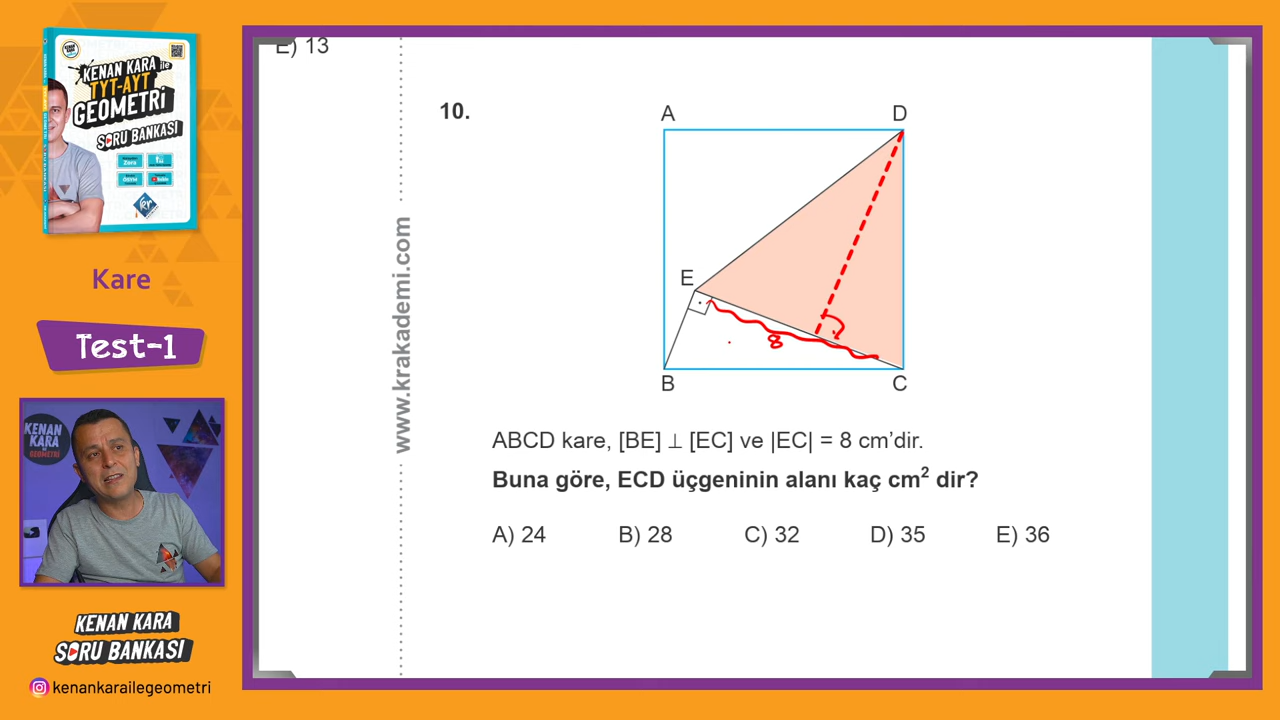 E) 13
KENAN KARA ile
TYT-AYT
GEOMETRİ
SORU BANKASI
kr
Kare
Test-1
KENAN
KARA
GEOMETRİ
KENAN KARA
SORU BANKASI
kenankarailegeometri
www.krakademi.com
10.
A
D
E
8
B
C
ABCD kare, [BE] ⊥ [EC] ve |EC| = 8 cm'dir.
Buna göre, ECD üçgeninin alanı kaç cm² dir?
A) 24 B) 28 C) 32 D) 35 E) 36